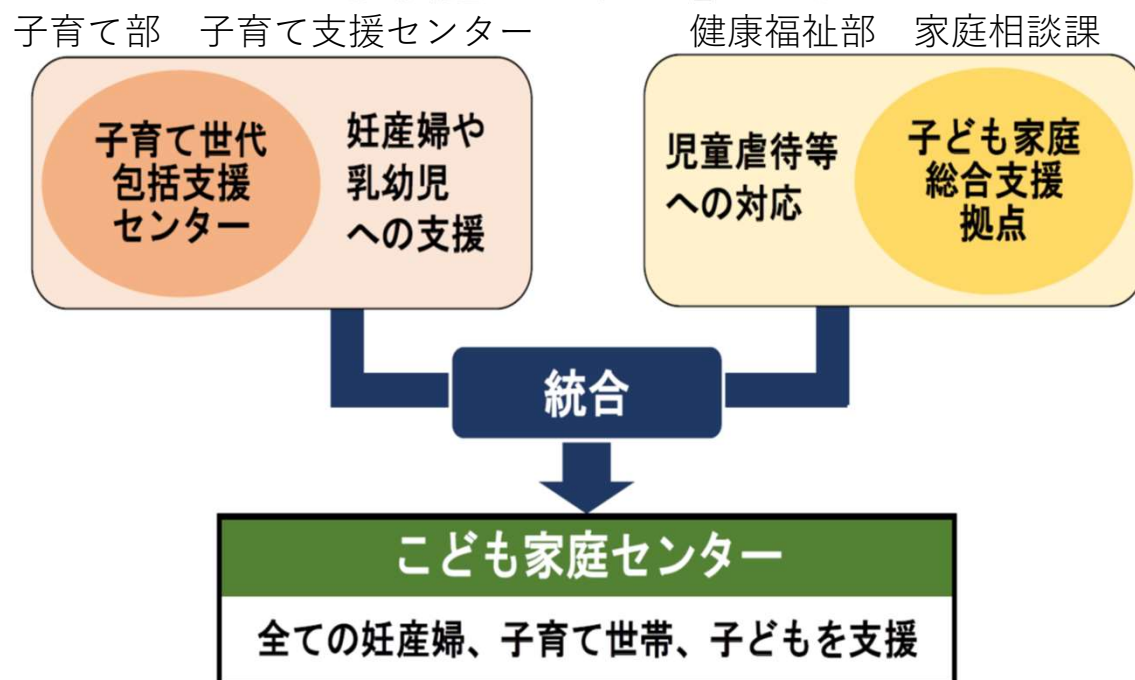 子育て部　子育て支援センター
健康福祉部　家庭相談課
子育て世代
包括支援
センター
妊産婦や
乳幼児
への支援
児童虐待等
への対応
子ども家庭
総合支援
拠点
統合
こども家庭センター
全ての妊産婦、子育て世帯、子どもを支援